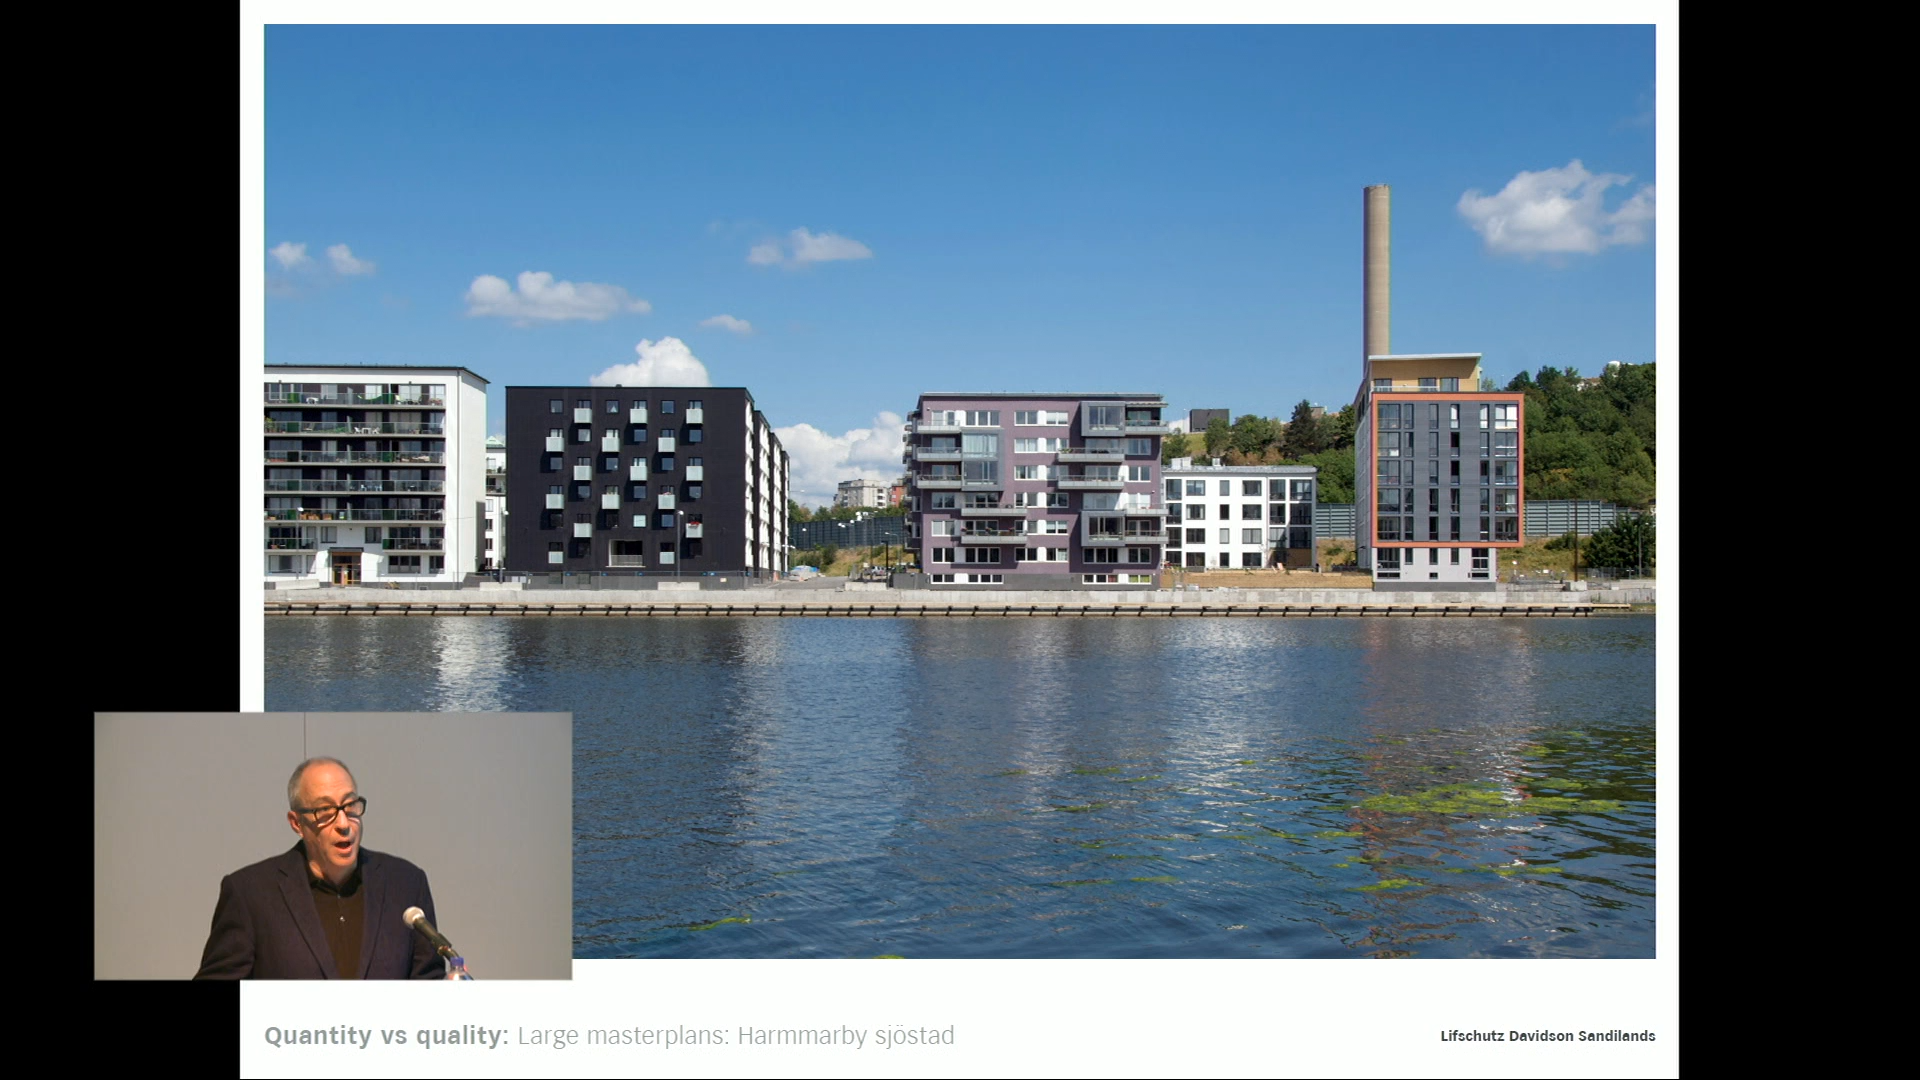 Quantity vs quality: Large masterplans: Harmmarby sjöstad
Lifschutz Davidson Sandilands